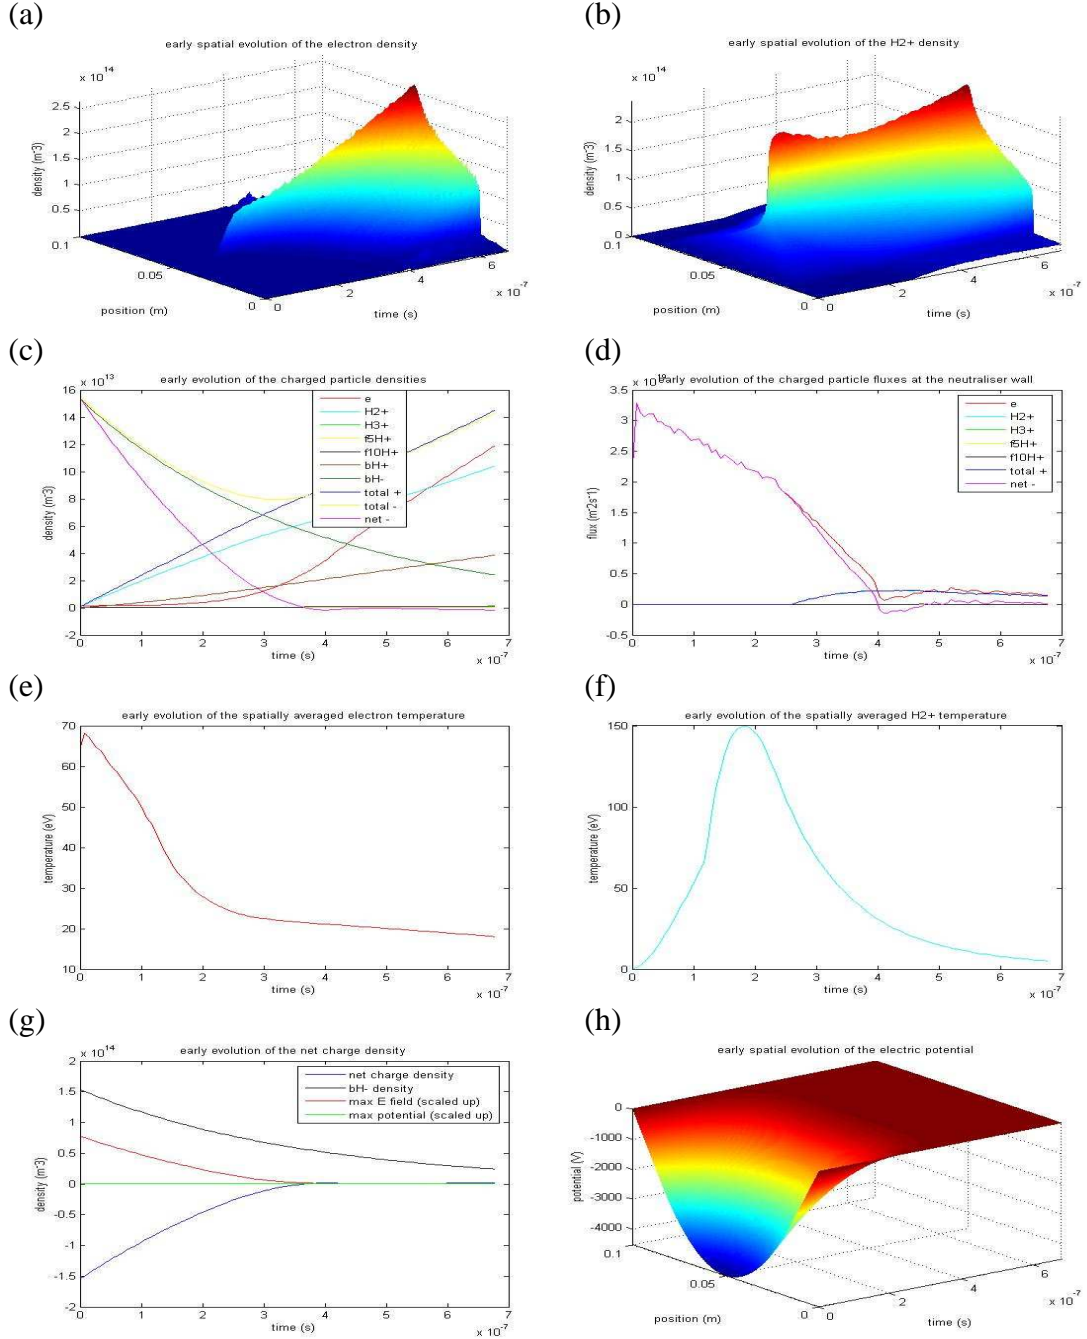 (a)
early spatial evolution of the electron density
x 10^14
2.5
2
1.5
1
0.5
density (m^-3)
0.1
0.05
0
position (m)
0
2
4
6
x 10^-7
time (s)
(b)
early spatial evolution of the H2+ density
x 10^14
2
1.5
1
0.5
0
density (m^-3)
0.1
0.05
0
position (m)
0
2
4
6
x 10^-7
time (s)
(c)
x 10^13
early evolution of the charged particle densities
16
14
12
10
8
6
4
2
0
-2
density (m^-3)
e
H2+
H3+
f5H+
f10H+
bH+
bH-
total +
total -
net -
0 1 2 3 4 5 6 7
time (s)
x 10^-7
(d)
x 10^19
early evolution of the charged particle fluxes at the neutraliser wall
3.5
3
2.5
2
1.5
1
0.5
0
-0.5
flux (m^-2s^-1)
e
H2+
H3+
f5H+
f10H+
total +
net -
0 1 2 3 4 5 6 7
time (s)
x 10^-7
(e)
early evolution of the spatially averaged electron temperature
70
60
50
40
30
20
10
temperature (eV)
0 1 2 3 4 5 6 7
time (s)
x 10^-7
(f)
early evolution of the spatially averaged H2+ temperature
150
100
50
0
temperature (eV)
0 1 2 3 4 5 6 7
time (s)
x 10^-7
(g)
x 10^14
early evolution of the net charge density
2
1.5
1
0.5
0
-0.5
-1
-1.5
-2
density (m^-3)
net charge density
bH- density
max E field (scaled up)
max potential (scaled up)
0 1 2 3 4 5 6 7
time (s)
x 10^-7
(h)
early spatial evolution of the electric potential
0
-1000
-2000
-3000
-4000
potential (V)
0.1
0.05
0
position (m)
0
2
4
6
x 10^-7
time (s)